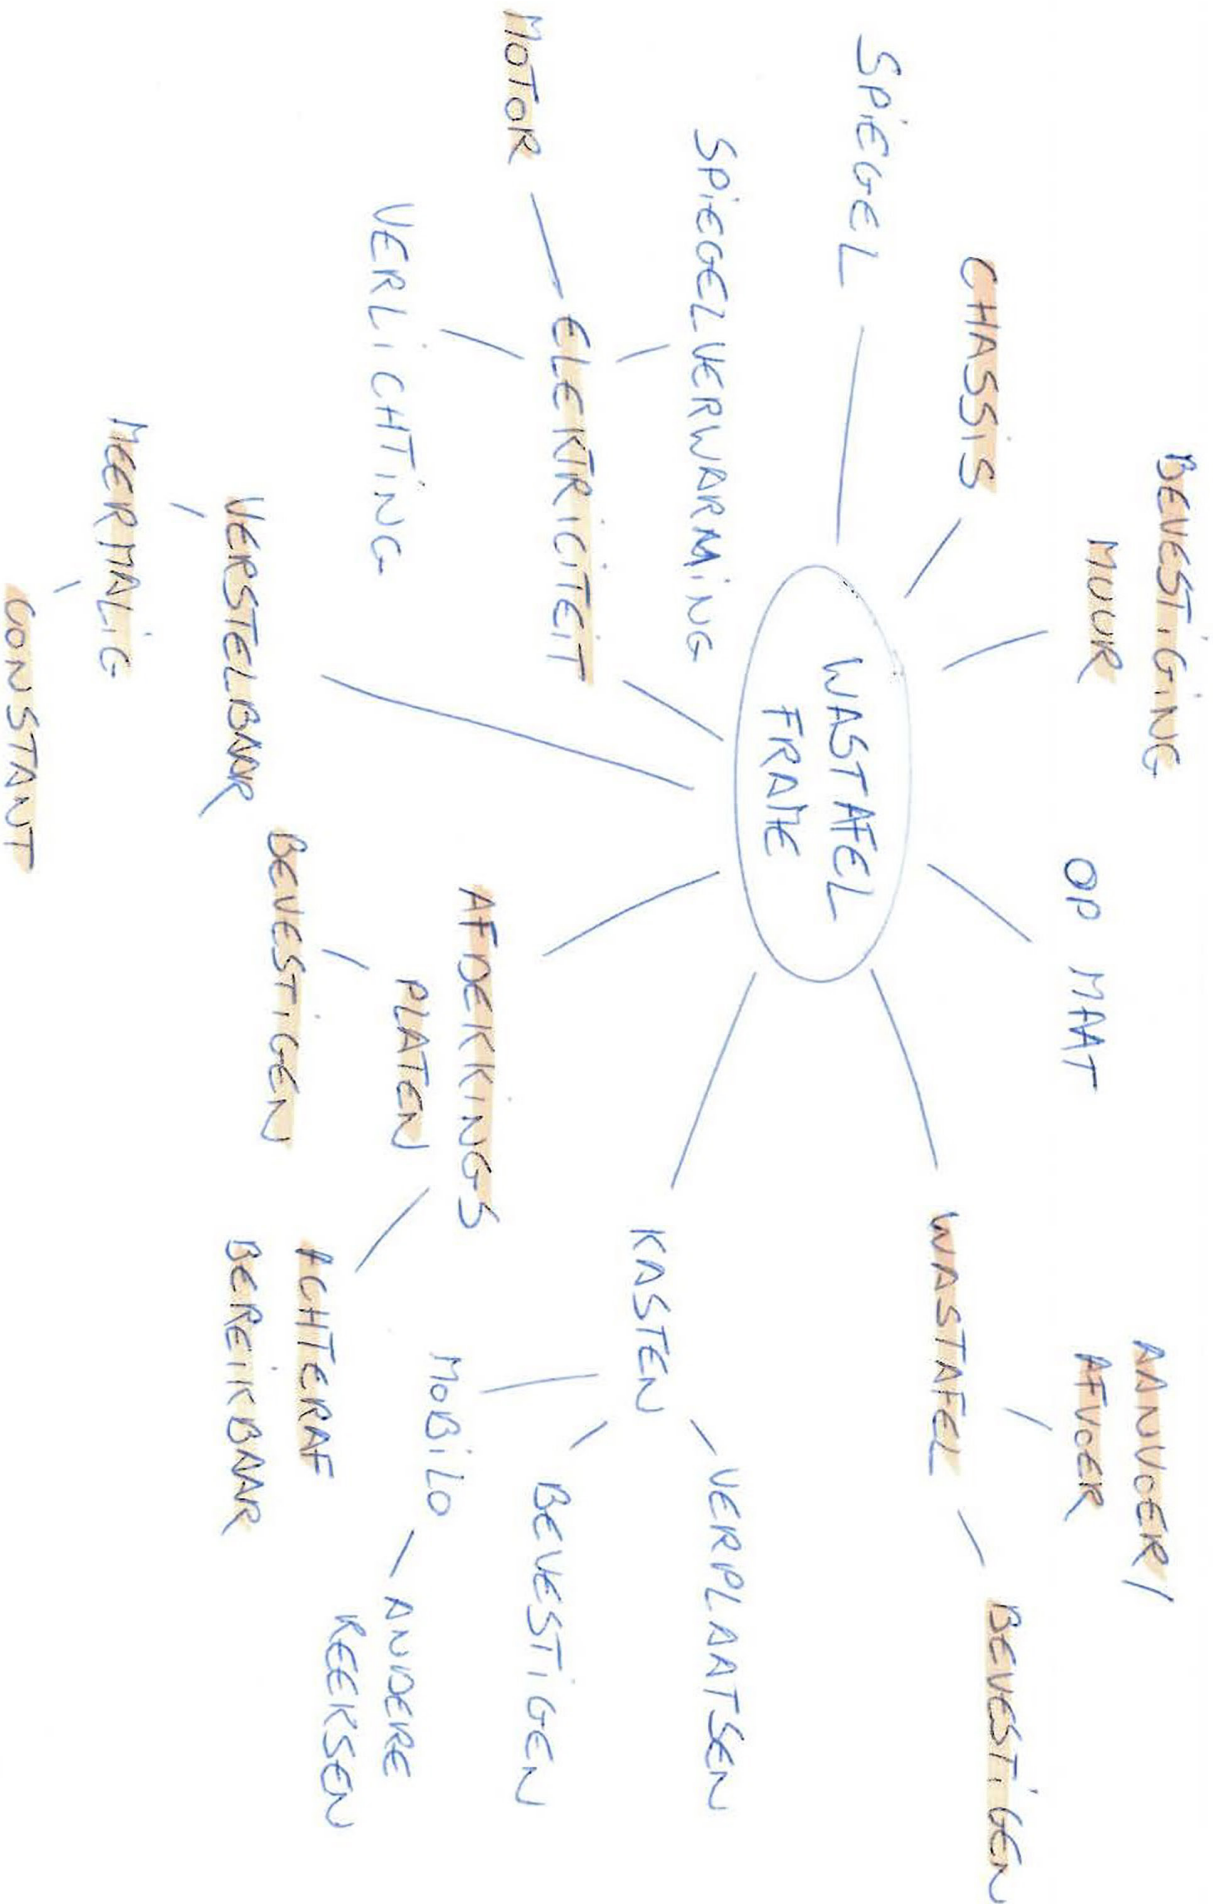 BEVESTIGING
MUUR
OP MAAT
AANVOER/
AFVOER
CHASSIS
WASTAFEL
BEVESTIGEN
SPIEGEL
WASTAFEL
FRAME
SPIEGELVERWARMING
KASTEN
VERPLAATSEN
BEVESTIGEN
MOBILO
ANDERE
REEKSEN
MOTOR
ELEKTRICITEIT
VERLICHTING
AFDEKKINGS
PLATEN
BEVESTIGEN
ACHTERAF
BEREIKBAAR
VERSTELBAAR
MEERMALIG
CONSTANT